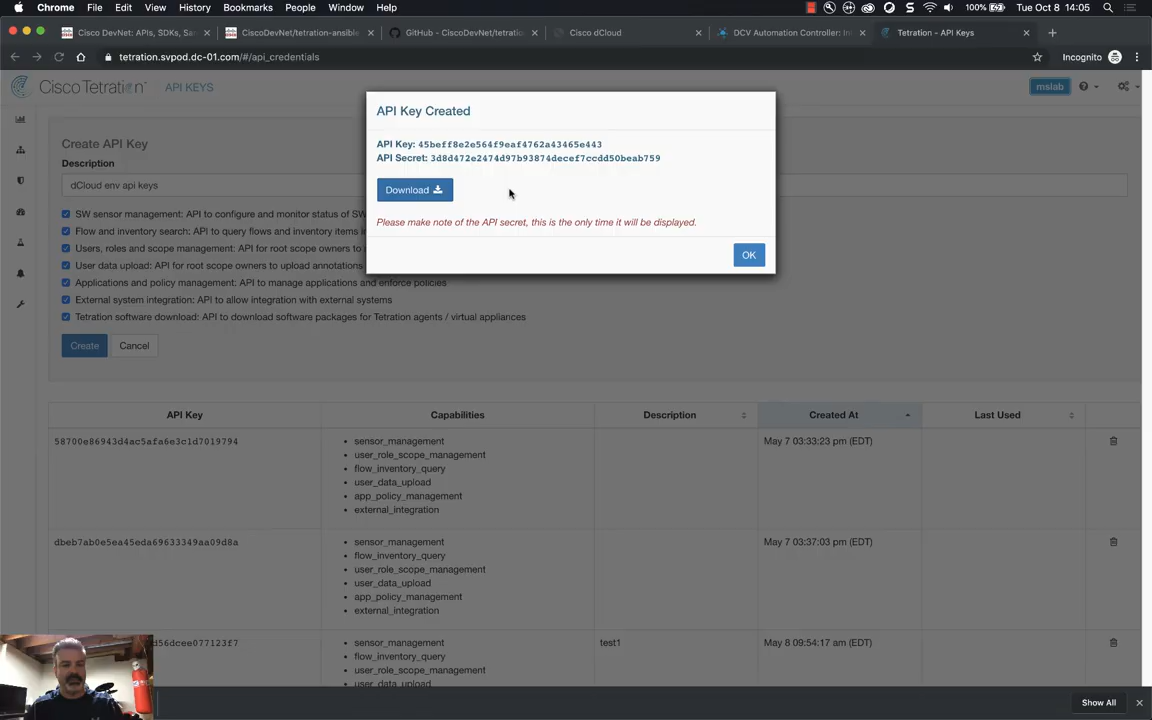 Chrome File Edit View History Bookmarks People Window Help
100% Tue Oct 8 14:05
Cisco DevNet: APIs, SDKs, Sa
CiscoDevNet/tetration-ansible
GitHub - CiscoDevNet/tetratio
Cisco dCloud
DCV Automation Controller: In
Tetration - API Keys
tetration.svpod.dc-01.com/#/api_credentials
Incognito
Cisco Tetration API KEYS
mslab
API Key Created
API Key: 45beff8e2e564f9eaf4762a43465e443
API Secret: 3d8d472e2474d97b93874decef7ccdd50beab759
Download
Please make note of the API secret, this is the only time it will be displayed.
OK
Create API Key
Description
dCloud env api keys
SW sensor management: API to configure and monitor status of SW
Flow and inventory search: API to query flows and inventory items i
Users, roles and scope management: API for root scope owners to
User data upload: API for root scope owners to upload annotations
Applications and policy management: API to manage applications and enforce policies
External system integration: API to allow integration with external systems
Tetration software download: API to download software packages for Tetration agents / virtual appliances
Create Cancel
API Key Capabilities Description Created At Last Used
58700e86943d4ac5afa6e3c1d7019794
sensor_management
user_role_scope_management
flow_inventory_query
user_data_upload
app_policy_management
external_integration
May 7 03:33:23 pm (EDT)
dbeb7ab0e5ea45eda69633349aa09d8a
sensor_management
flow_inventory_query
user_role_scope_management
user_data_upload
app_policy_management
external_integration
May 7 03:37:03 pm (EDT)
d56dcee077123f7
sensor_management
flow_inventory_query
user_role_scope_management
user_data_upload
test1
May 8 09:54:17 am (EDT)
Show All